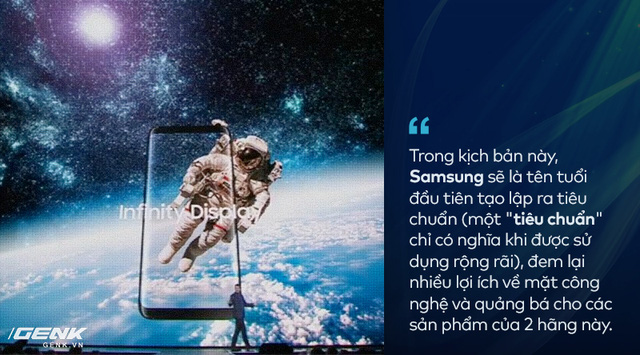 Infinity Display
/GENK
GENK.VN
Trong kịch bản này,
Samsung sẽ là tên tuổi
đầu tiên tạo lập ra tiêu
chuẩn (một "tiêu chuẩn"
chỉ có nghĩa khi được sử
dụng rộng rãi), đem lại
nhiều lợi ích về mặt công
nghệ và quảng bá cho các
sản phẩm của 2 hãng này.